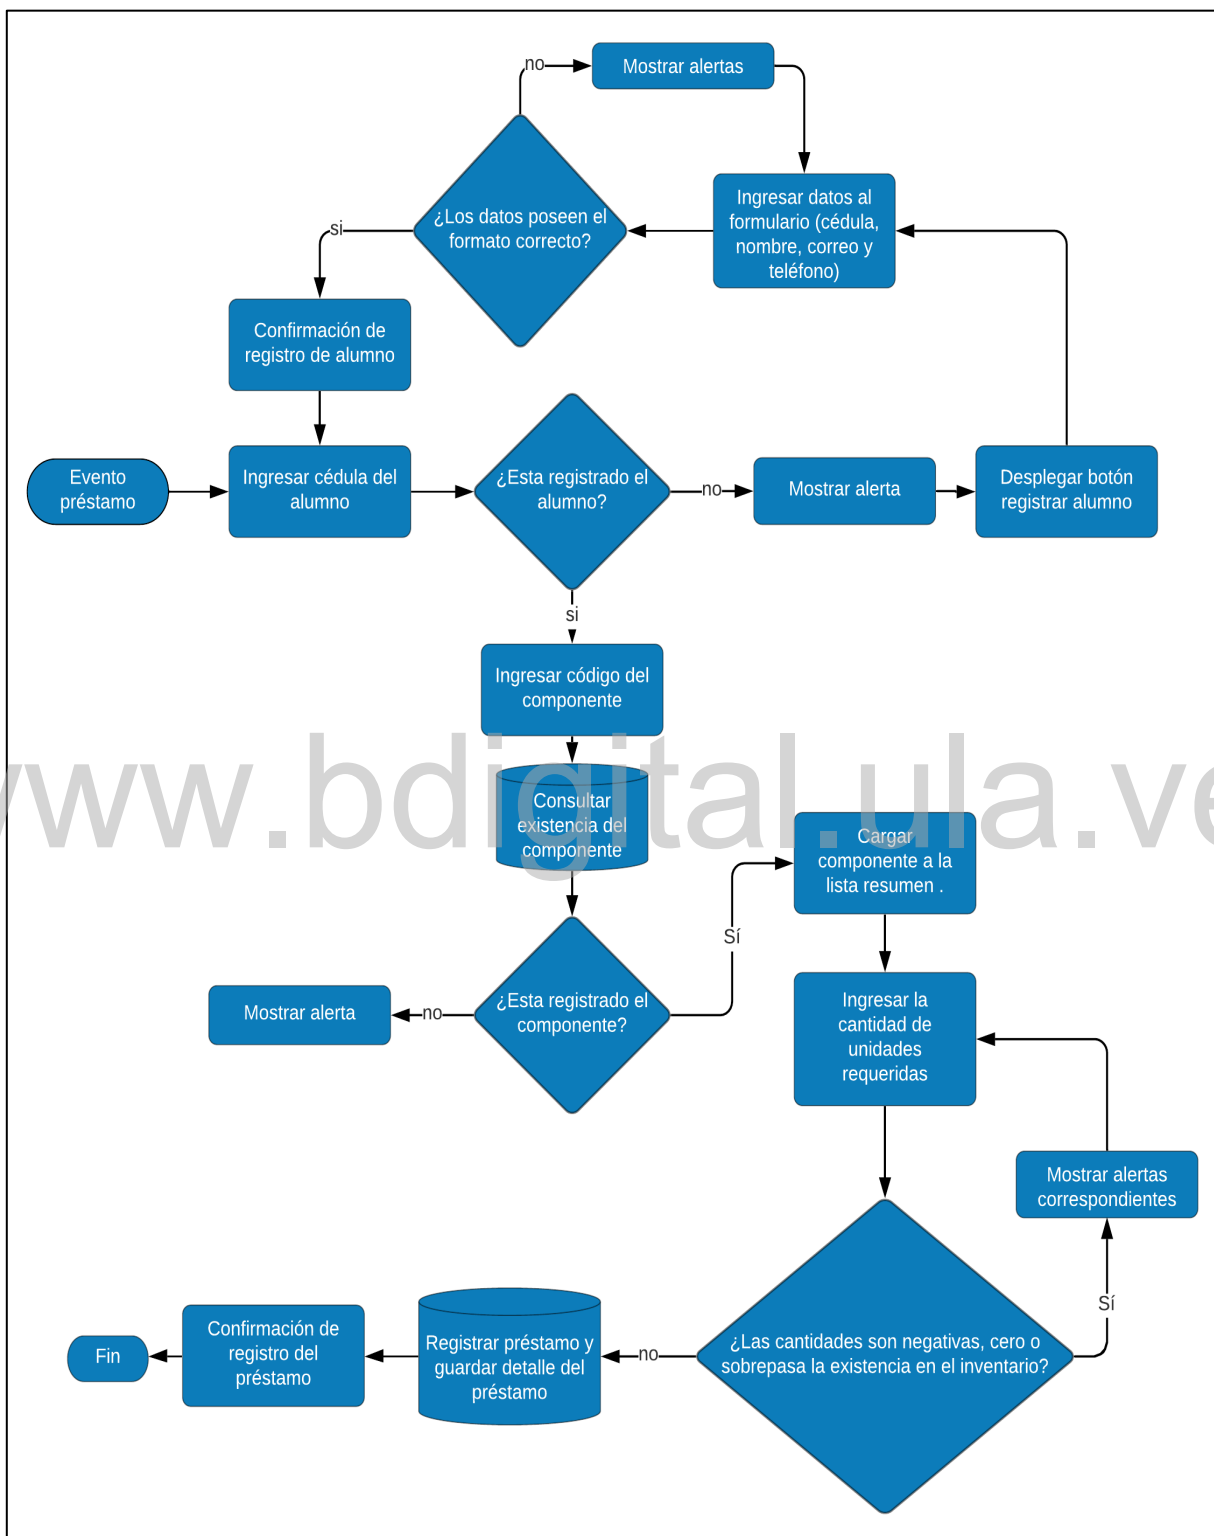 no
Mostrar alertas
¿Los datos poseen el
formato correcto?
Ingresar datos al
formulario (cédula,
nombre, correo y
teléfono)
si
Confirmación de
registro de alumno
Evento
préstamo
Ingresar cédula del
alumno
¿Esta registrado el
alumno?
no
Mostrar alerta
Desplegar botón
registrar alumno
si
Ingresar código del
componente
www.bdigital.ula.ve
Consultar
existencia del
componente
Cargar
componente a la
lista resumen .
Sí
Mostrar alerta
no
¿Esta registrado el
componente?
Ingresar la
cantidad de
unidades
requeridas
Mostrar alertas
correspondientes
Sí
¿Las cantidades son negativas, cero o
sobrepasa la existencia en el inventario?
no
Registrar préstamo y
guardar detalle del
préstamo
Confirmación de
registro del
préstamo
Fin